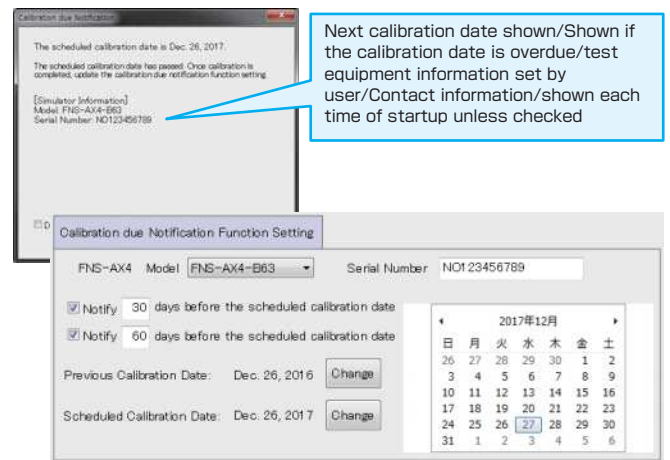 Calibration due Notification
The scheduled calibration date is Dec. 26, 2017.
The scheduled calibration date has passed. Once calibration is
completed, update the calibration due notification function setting.
[Simulator Information]
Model: FNS-AX4-B63
Serial Number: NO123456789
D
Next calibration date shown/Shown if
the calibration date is overdue/test
equipment information set by
user/Contact information/shown each
time of startup unless checked
Calibration due Notification Function Setting
FNS-AX4 Model FNS-AX4-B63 Serial Number NO123456789
Notify 30 days before the scheduled calibration date
Notify 60 days before the scheduled calibration date
Previous Calibration Date: Dec. 26, 2016 Change
Scheduled Calibration Date: Dec. 26, 2017 Change
2017年12月
日 月 火 水 木 金 土
26 27 28 29 30 1 2
3 4 5 6 7 8 9
10 11 12 13 14 15 16
17 18 19 20 21 22 23
24 25 26 27 28 29 30
31 1 2 3 4 5 6